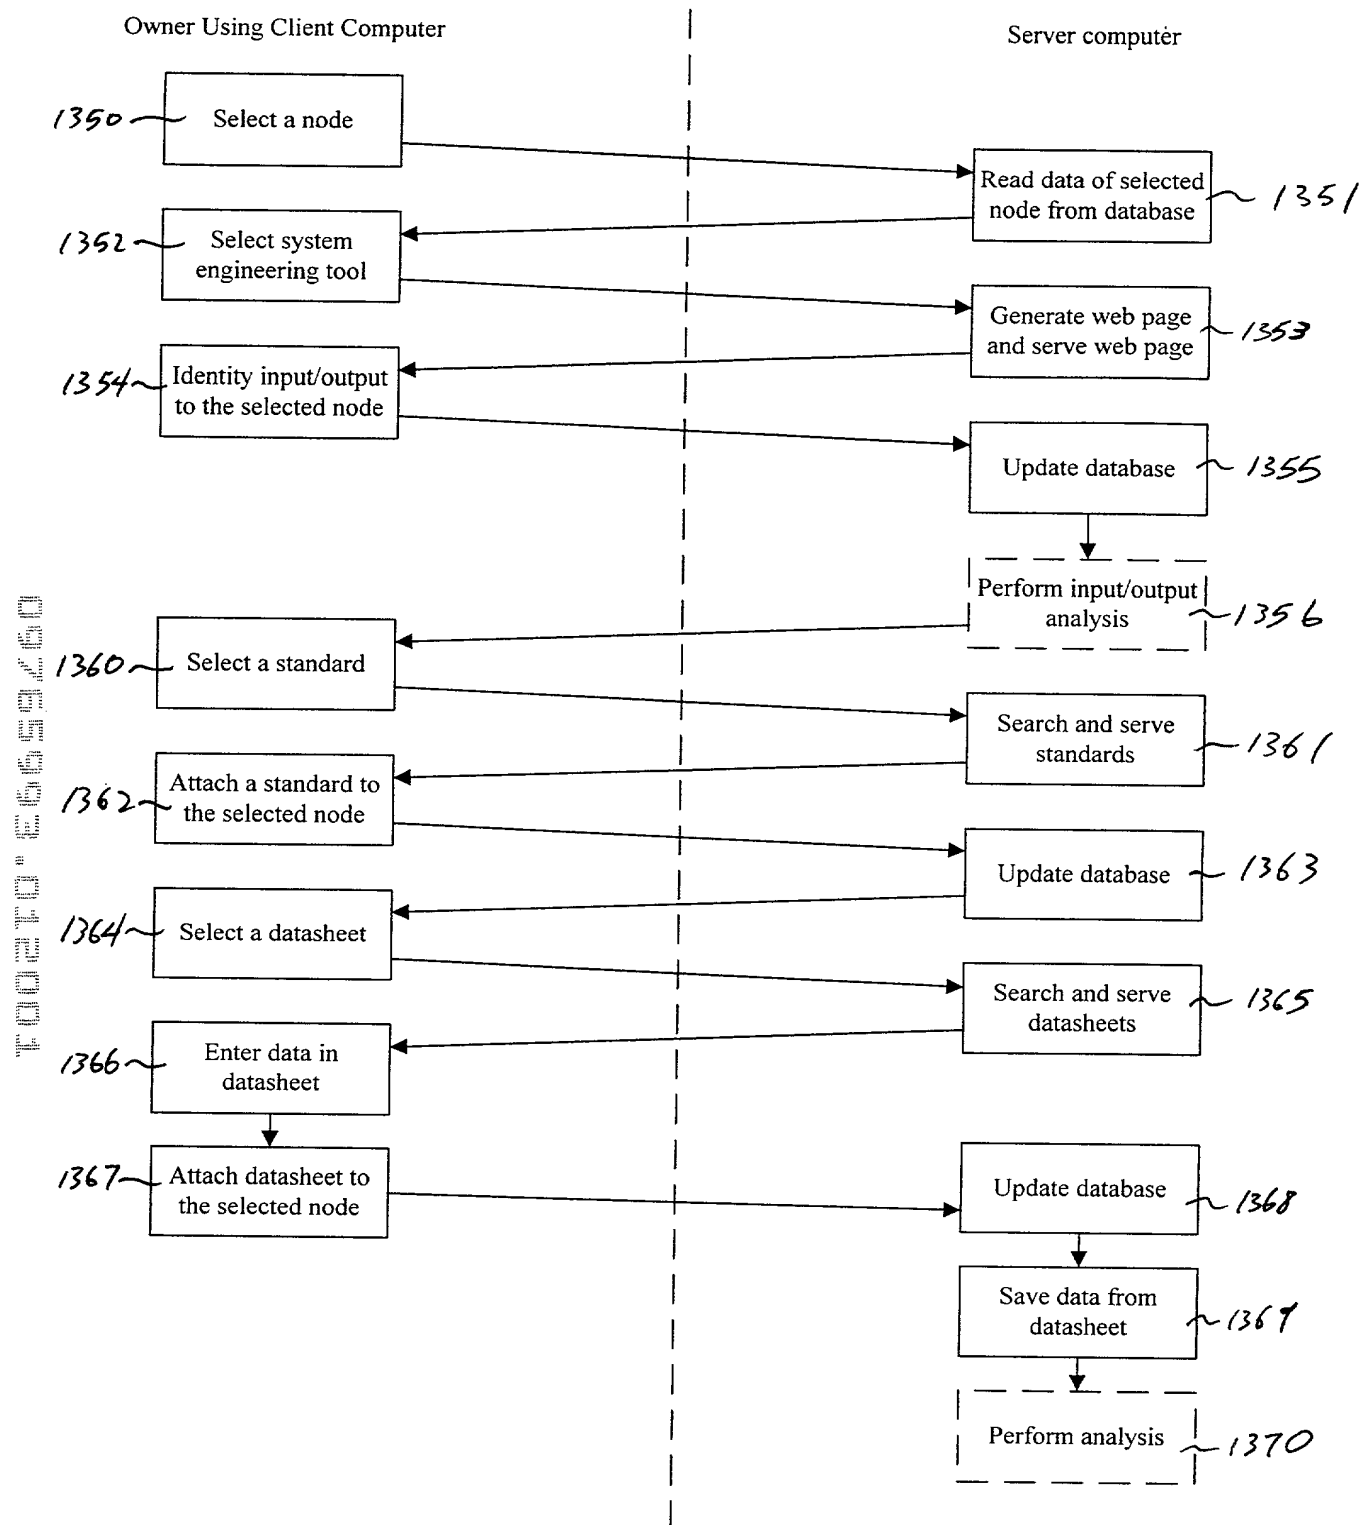 Owner Using Client Computer
Server computer
1350
Select a node
Read data of selected
node from database
1351
1352
Select system
engineering tool
Generate web page
and serve web page
1353
1354
Identity input/output
to the selected node
Update database
1355
Perform input/output
analysis
1356
1360
Select a standard
Search and serve
standards
1361
1362
Attach a standard to
the selected node
Update database
1363
1364
Select a datasheet
Search and serve
datasheets
1365
1366
Enter data in
datasheet
1367
Attach datasheet to
the selected node
Update database
1368
Save data from
datasheet
1369
Perform analysis
1370